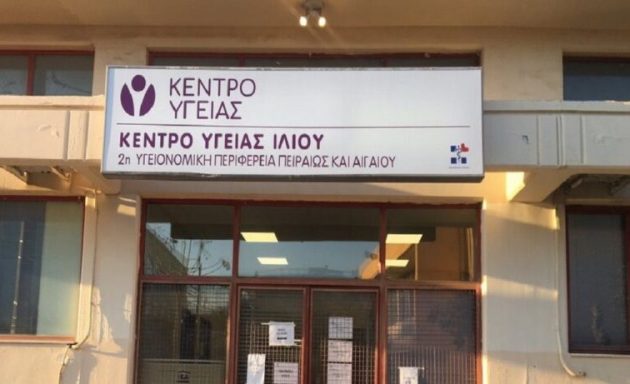 ΚΕΝΤΡΟ
ΥΓΕΙΑΣ
ΚΕΝΤΡΟ ΥΓΕΙΑΣ ΙΛΙΟΥ
2η ΥΓΕΙΟΝΟΜΙΚΗ ΠΕΡΙΦΕΡΕΙΑ ΠΕΙΡΑΙΩΣ ΚΑΙ ΑΙΓΑΙΟΥ